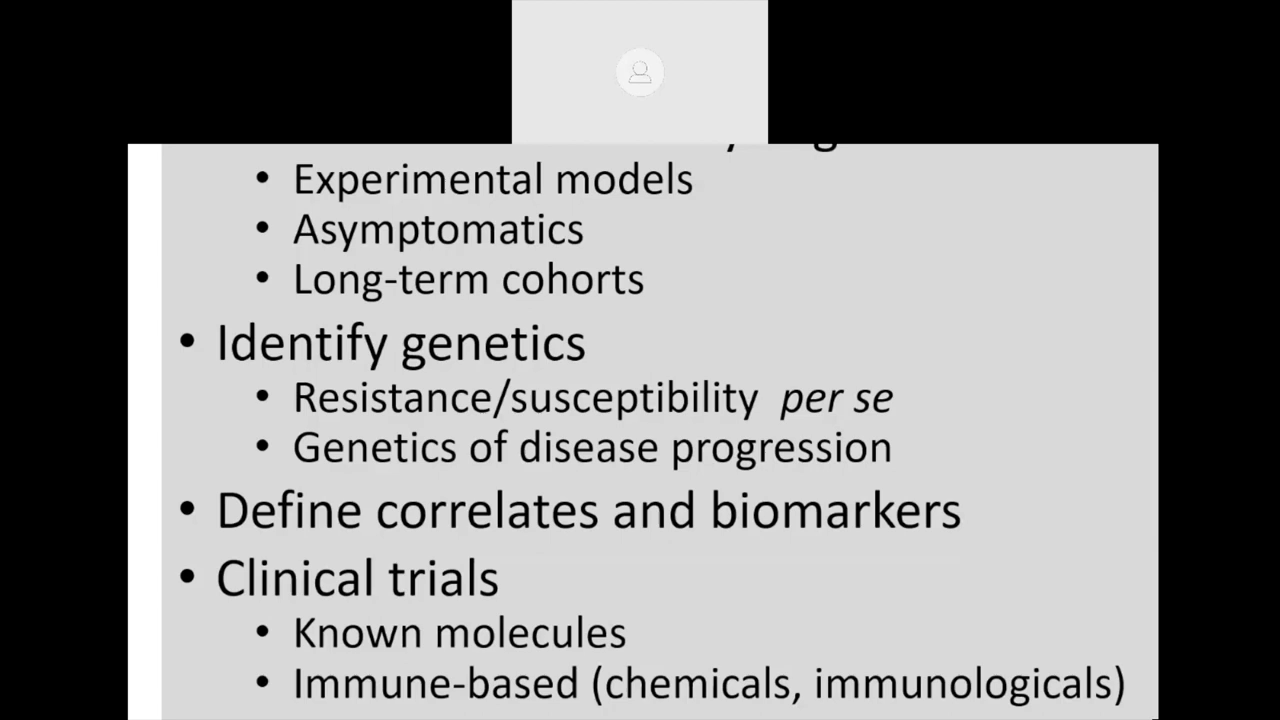 • Experimental models
• Asymptomatics
• Long-term cohorts
• Identify genetics
• Resistance/susceptibility per se
• Genetics of disease progression
• Define correlates and biomarkers
• Clinical trials
• Known molecules
• Immune-based (chemicals, immunologicals)